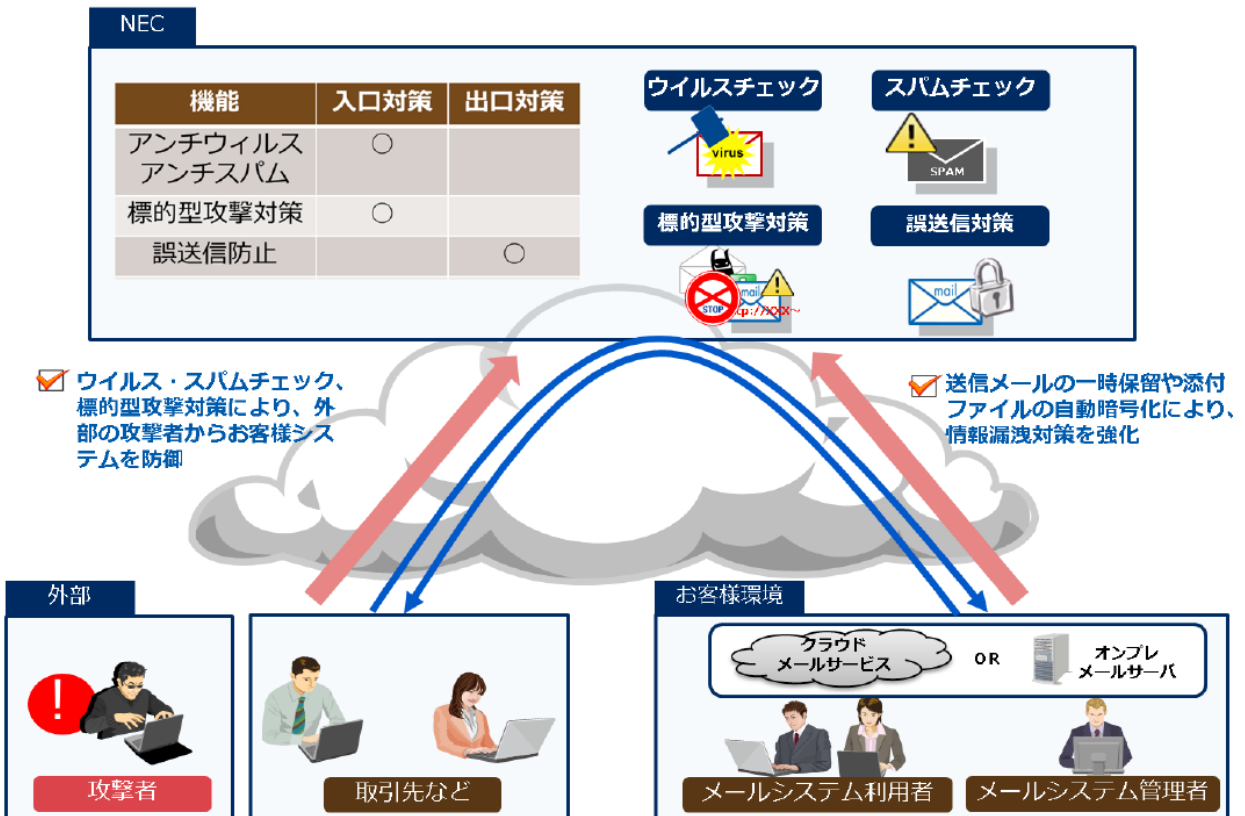 NEC
機能 入口対策 出口対策
アンチウィルス ○
アンチスパム
標的型攻撃対策 ○
誤送信防止 ○
ウイルスチェック
virus
スパムチェック
SPAM
標的型攻撃対策
mail
STOP
tp://XXX～
誤送信対策
mail
ウイルス・スパムチェック、
標的型攻撃対策により、外
部の攻撃者からお客様シス
テムを防御
送信メールの一時保留や添付
ファイルの自動暗号化により、
情報漏洩対策を強化
外部
攻撃者
取引先など
お客様環境
クラウド
メールサービス
OR
オンプレ
メールサーバ
メールシステム利用者
メールシステム管理者